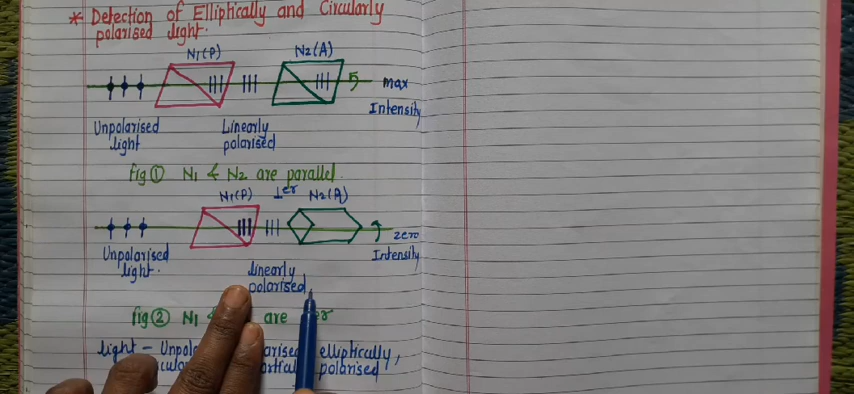 * Detection of Elliptically and Circularly
polarised light.
N1(P) N2(A)
max
Intensity
Unpolarised
light
Linearly
polarised
fig ① N1 & N2 are parallel.
N1(P) ⊥er N2(A)
zero
Intensity
Unpolarised
light.
linearly
polarised
fig ② N1 are
light – elliptically,
polarised